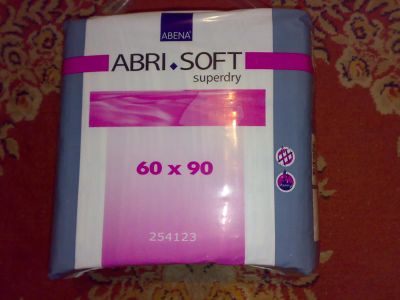 ABENA
ABRI•SOFT
superdry
60 x 90
254123